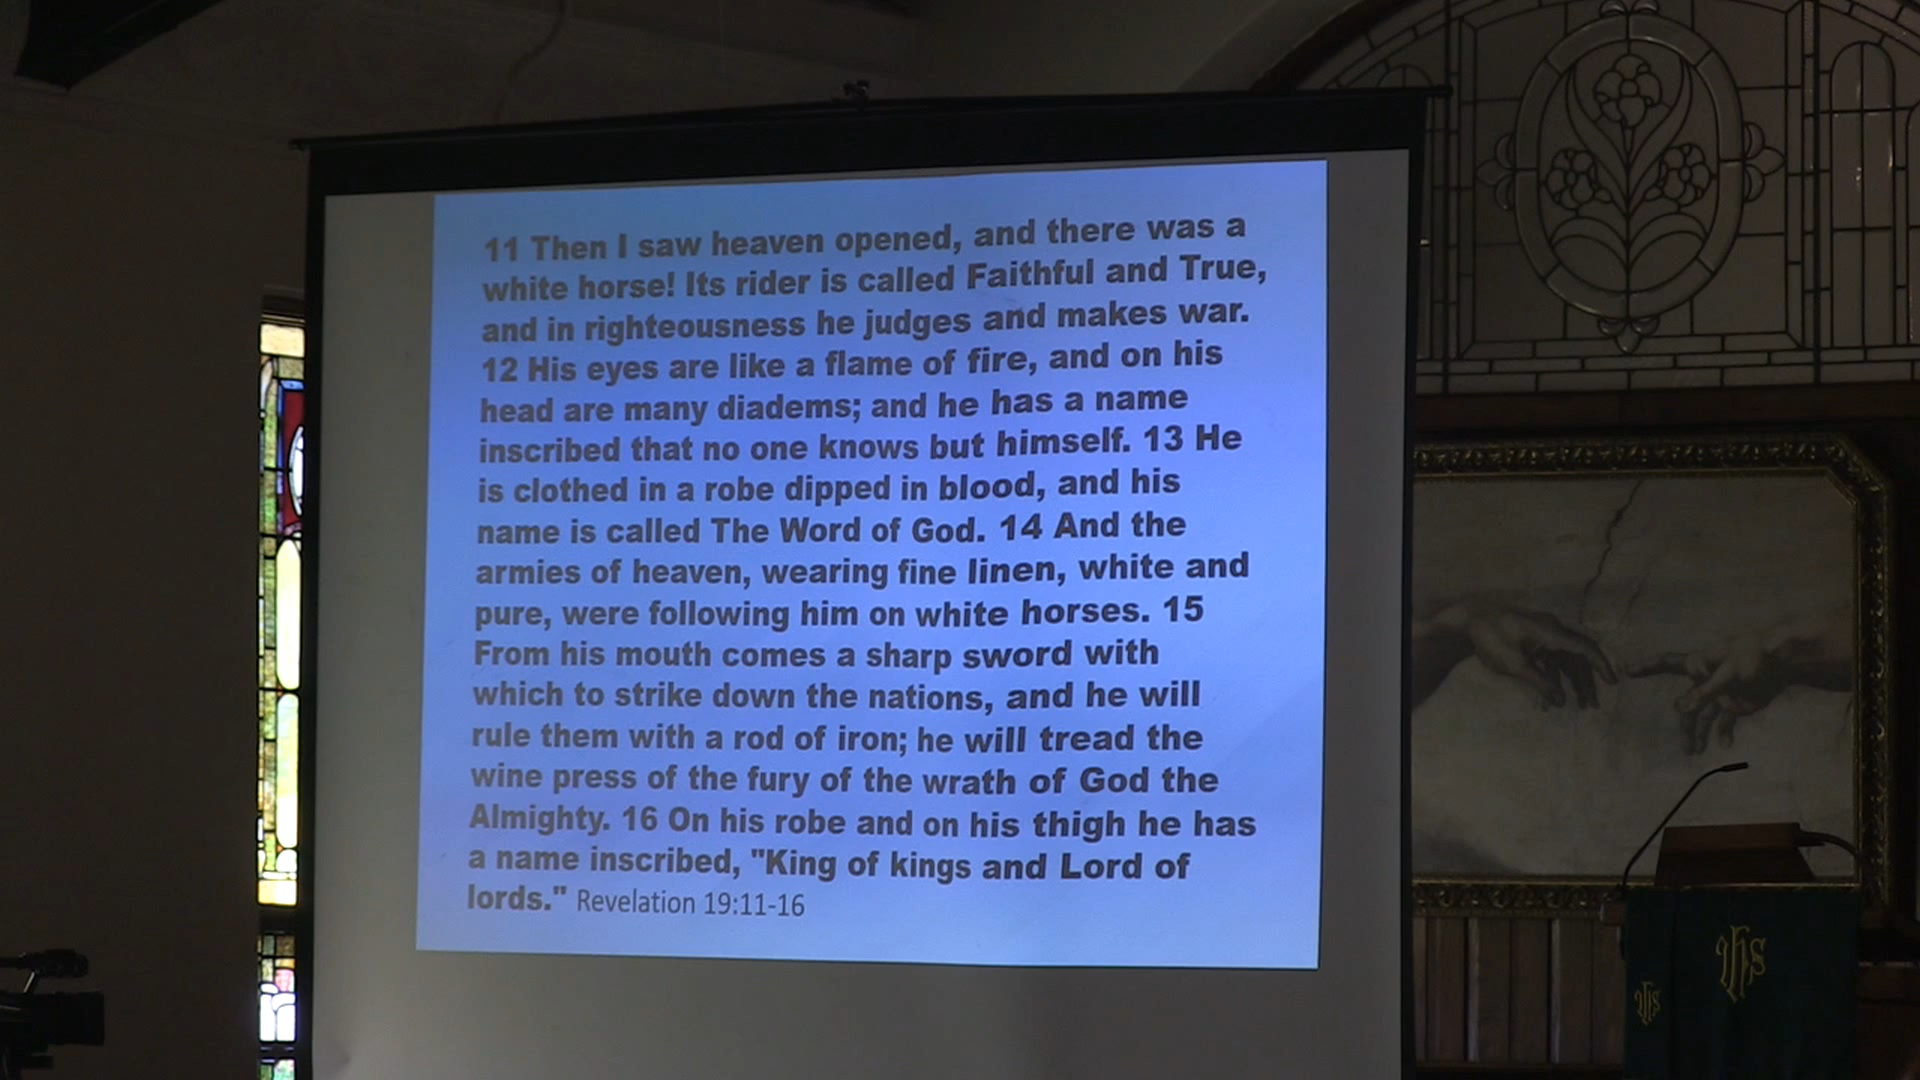 11 Then I saw heaven opened, and there was a
white horse! Its rider is called Faithful and True,
and in righteousness he judges and makes war.
12 His eyes are like a flame of fire, and on his
head are many diadems; and he has a name
inscribed that no one knows but himself. 13 He
is clothed in a robe dipped in blood, and his
name is called The Word of God. 14 And the
armies of heaven, wearing fine linen, white and
pure, were following him on white horses. 15
From his mouth comes a sharp sword with
which to strike down the nations, and he will
rule them with a rod of iron; he will tread the
wine press of the fury of the wrath of God the
Almighty. 16 On his robe and on his thigh he has
a name inscribed, "King of kings and Lord of
lords." Revelation 19:11-16
IHS
IHS